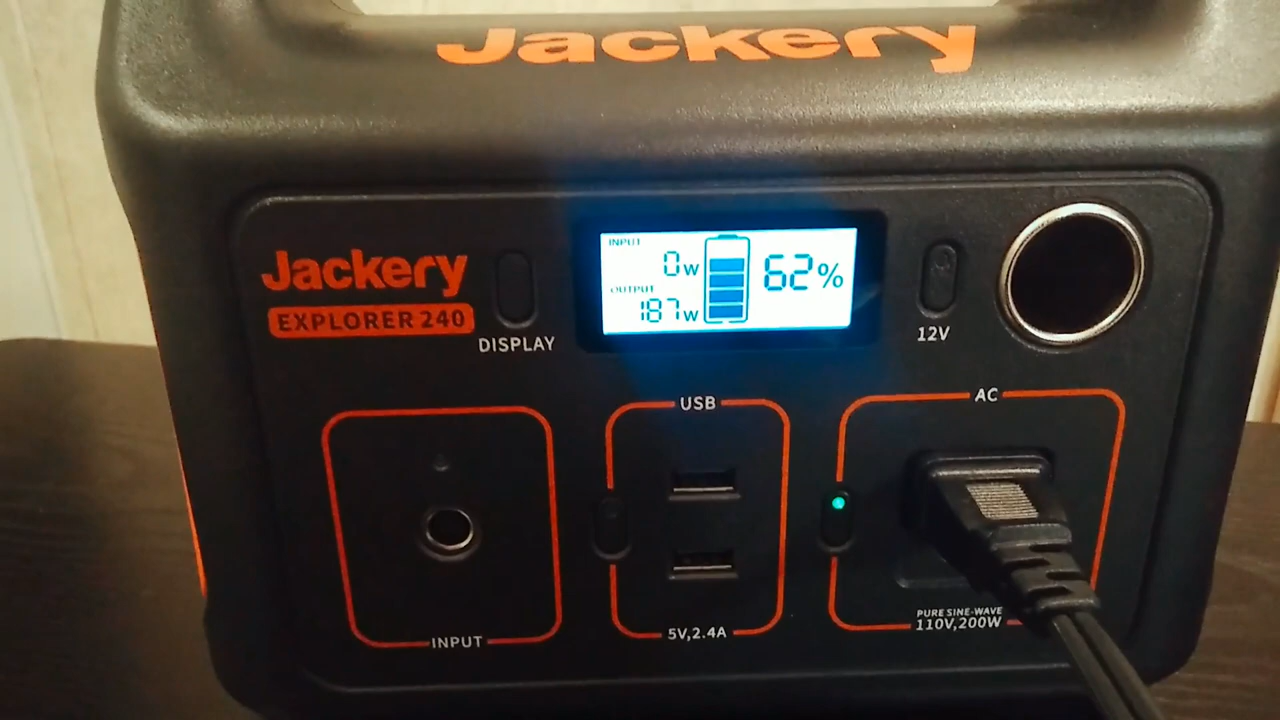 Jackery
Jackery
EXPLORER 240
DISPLAY
INPUT
0w
OUTPUT
187w
62%
12V
INPUT
USB
5V,2.4A
AC
PURE SINE-WAVE
110V,200W